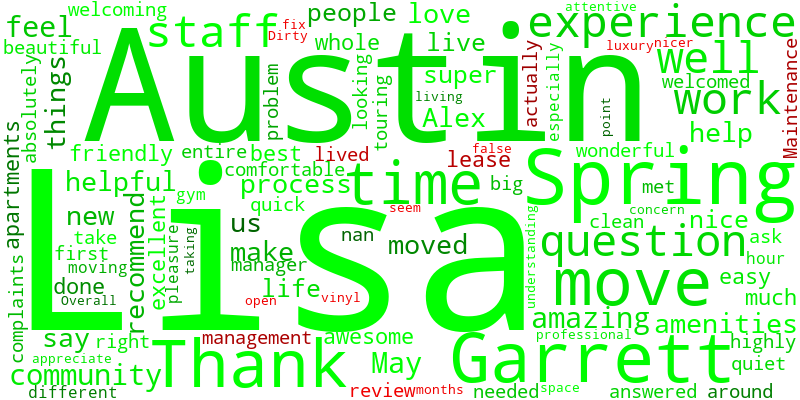 welcoming
feel
beautiful
staff
people
love
attentive
experience
fix
Dirty
whole
live
luxury
nicer
Austin
well
welcomed
super
looking
touring
problem
living
actually
especially
work
Maintenance
absolutely
things
Alex
point
help
friendly
entire
best
lived
lease
false
wonderful
comfortable
process
time
big
Spring
met
helpful
gym
quick
seem
apartments
new
recommend
excellent
pleasure
taking
us
nan
moved
question
clean
concern
nice
ask
take
first
moving
make
manager
understanding
hour
Lisa
done
Overall
life
open
vinyl
move
easy
much
complaints
say
right
management
awesome
amazing
amenities
professional
highly
appreciate
community
Thank
May
Garrett
quiet
different
review
months
needed
space
answered
around